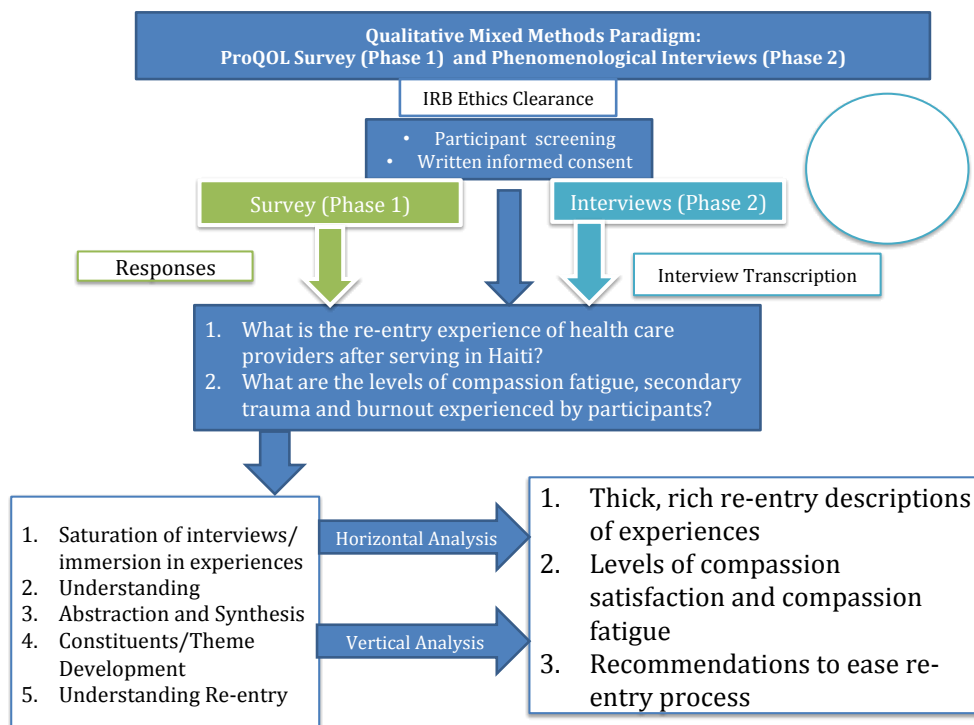 Qualitative Mixed Methods Paradigm:
ProQOL Survey (Phase 1) and Phenomenological Interviews (Phase 2)
IRB Ethics Clearance
• Participant screening
• Written informed consent
Survey (Phase 1)
Interviews (Phase 2)
Responses
Interview Transcription
1. What is the re-entry experience of health care
providers after serving in Haiti?
2. What are the levels of compassion fatigue, secondary
trauma and burnout experienced by participants?
1. Saturation of interviews/
immersion in experiences
2. Understanding
3. Abstraction and Synthesis
4. Constituents/Theme
Development
5. Understanding Re-entry
Horizontal Analysis
Vertical Analysis
1. Thick, rich re-entry descriptions
of experiences
2. Levels of compassion
satisfaction and compassion
fatigue
3. Recommendations to ease re-
entry process